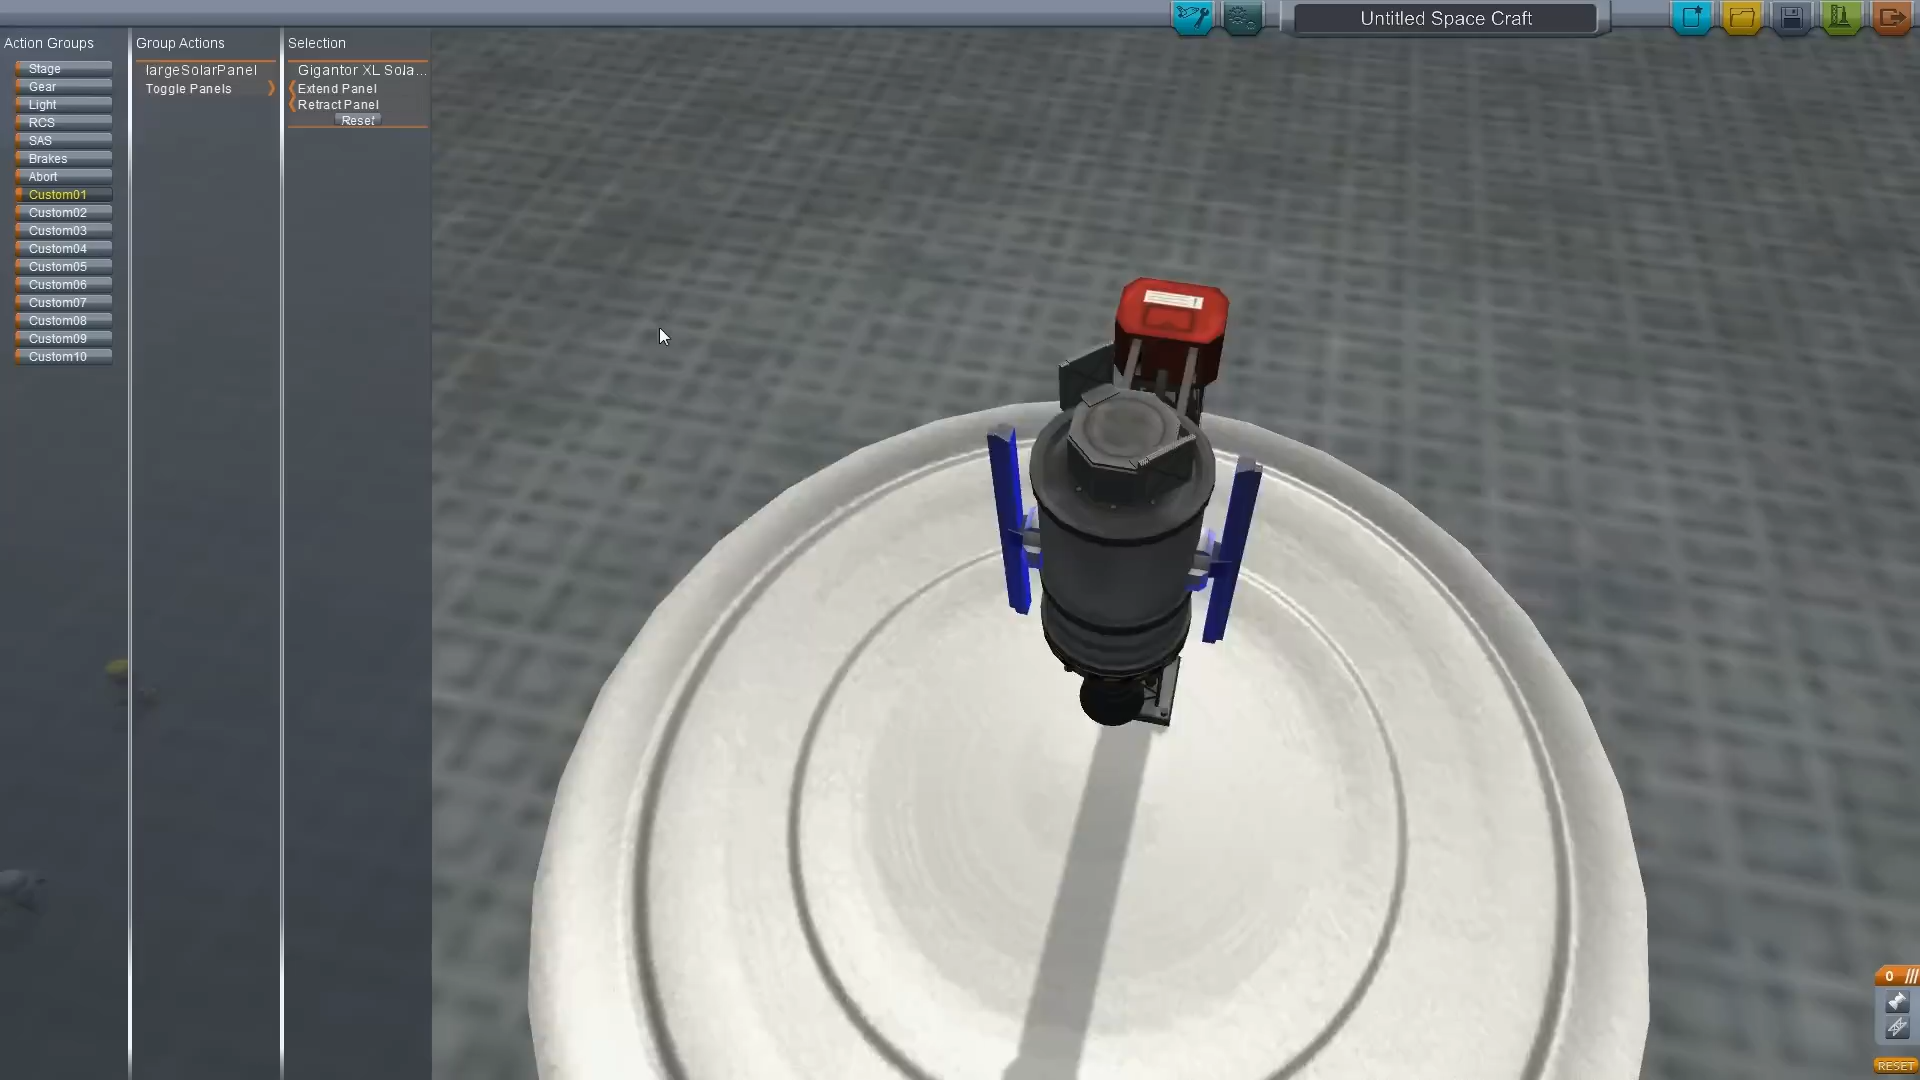 Untitled Space Craft
Action Groups
Stage
Gear
Light
RCS
SAS
Brakes
Abort
Custom01
Custom02
Custom03
Custom04
Custom05
Custom06
Custom07
Custom08
Custom09
Custom10
Group Actions
largeSolarPanel
Toggle Panels
Selection
Gigantor XL Sola...
Extend Panel
Retract Panel
Reset
0
RESET